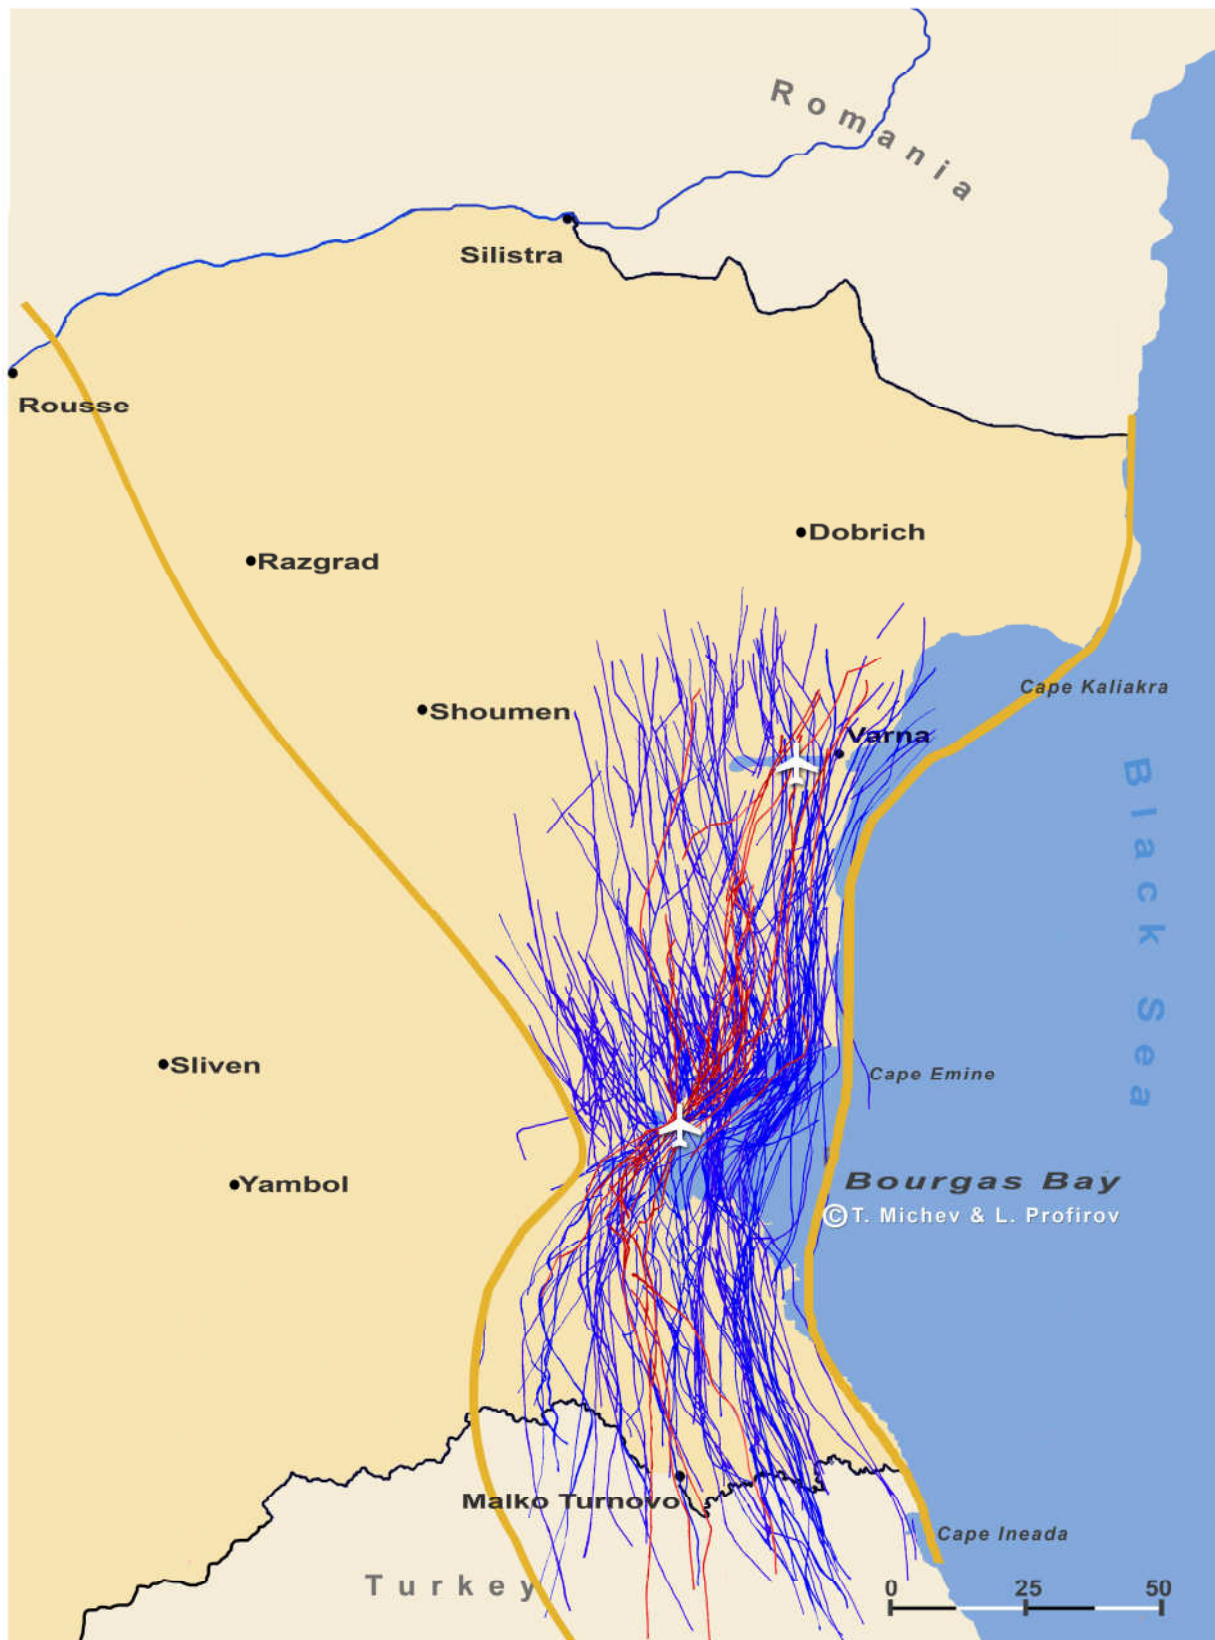 Romania
Silistra
Rousse
Dobrich
Razgrad
Cape Kaliakra
Shoumen
Varna
Black Sea
Sliven
Cape Emine
Yambol
Bourgas Bay
© T. Michev & L. Profirov
Malko Turnovo
Cape Ineada
Turkey
0 25 50